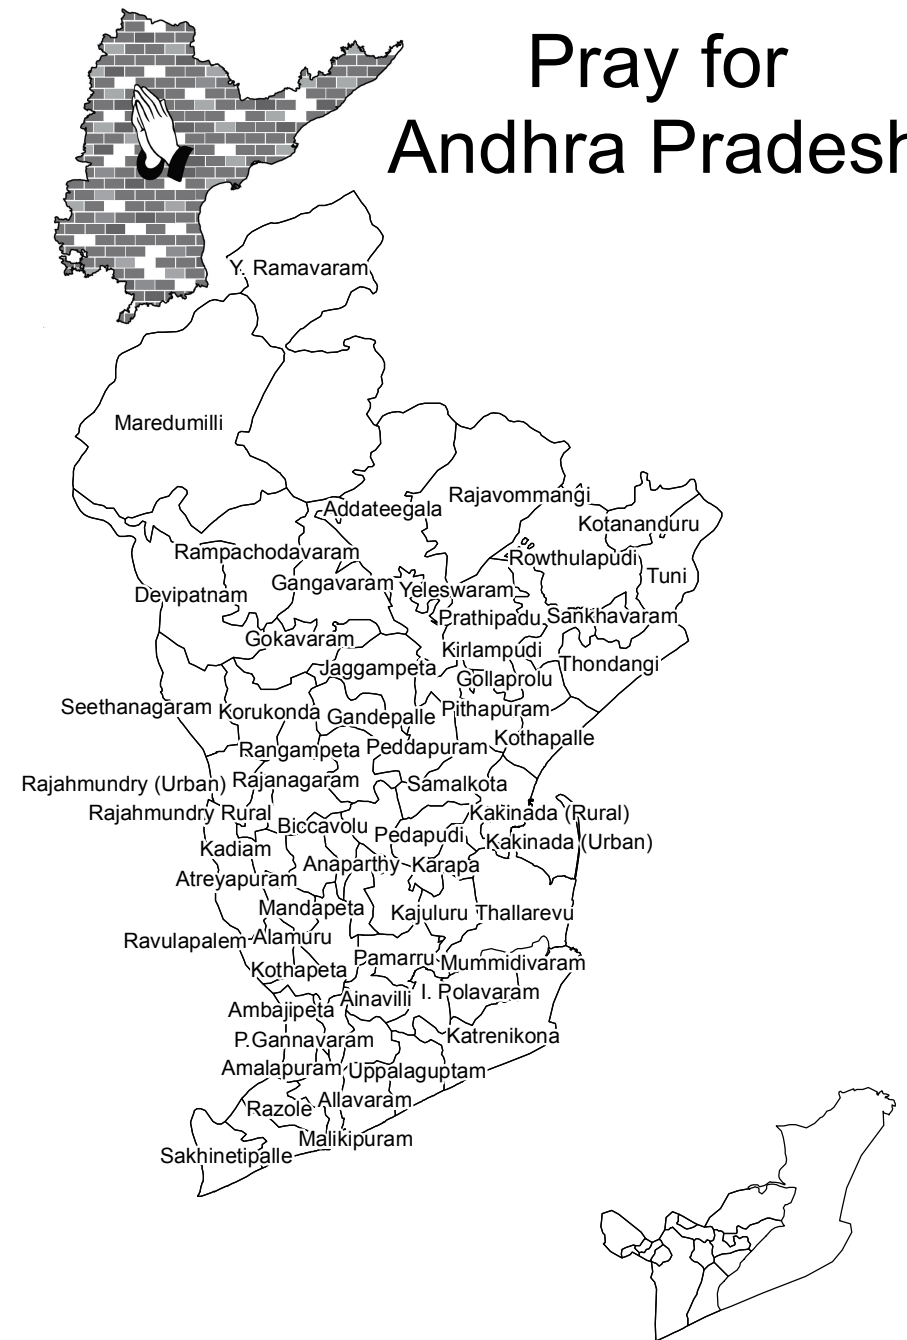 Pray for
Andhra Pradesh
Y. Ramavaram
Maredumilli
Addateegala
Rajavommangi
Kotananduru
Rampachodavaram
Rowthulapudi
Tuni
Devipatnam
Gangavaram
Yeleswaram
Prathipadu
Sankhavaram
Gokavaram
Kirlampudi
Jaggampeta
Gollaprolu
Thondangi
Seethanagaram
Korukonda
Gandepalle
Pithapuram
Rangampeta
Peddapuram
Kothapalle
Rajahmundry (Urban)
Rajanagaram
Samalkota
Rajahmundry Rural
Biccavolu
Pedapudi
Kakinada (Rural)
Kadiam
Kakinada (Urban)
Anaparthy
Karapa
Atreyapuram
Mandapeta
Kajuluru
Thallarevu
Ravulapalem
Alamuru
Kothapeta
Pamarru
Mummidivaram
Ambajipeta
Ainavilli
I. Polavaram
P.Gannavaram
Katrenikona
Amalapuram
Uppalaguptam
Razole
Allavaram
Malikipuram
Sakhinetipalle